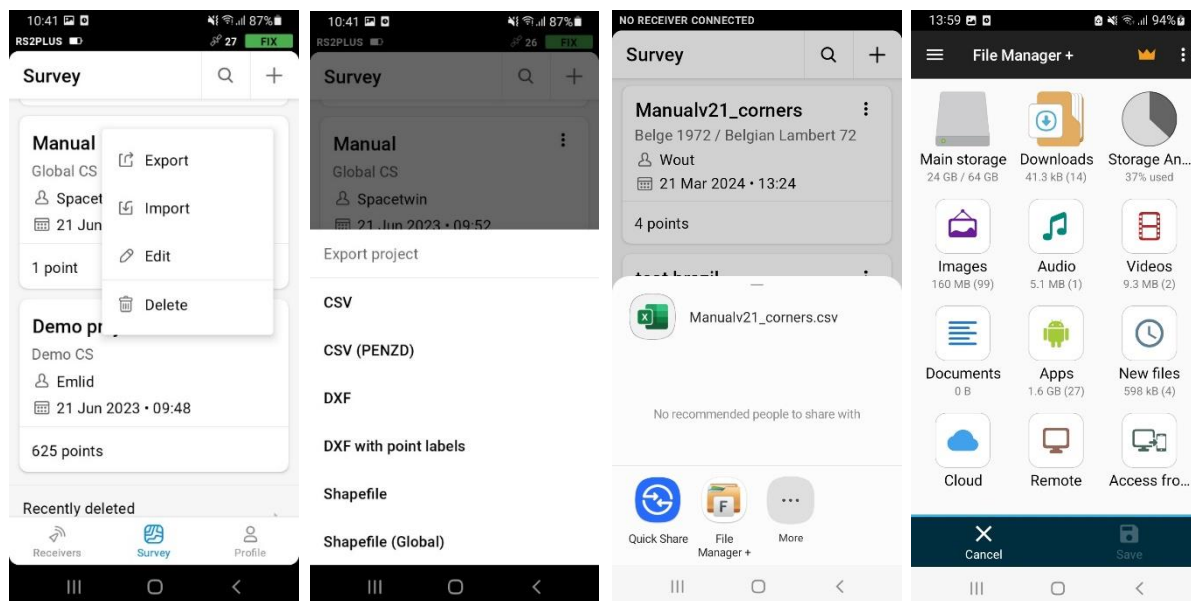 10:41 87%
RS2PLUS 27 FIX
Survey
Manual
Global CS
Spacet
21 Jun
1 point
Export
Import
Edit
Delete
Demo pr
Demo CS
Emlid
21 Jun 2023 • 09:48
625 points
Recently deleted
Receivers Survey Profile
10:41 87%
RS2PLUS 26 FIX
Survey
Manual
Global CS
Spacetwin
21 Jun 2023 • 09:52
Export project
CSV
CSV (PENZD)
DXF
DXF with point labels
Shapefile
Shapefile (Global)
NO RECEIVER CONNECTED
Survey
Manualv21_corners
Belge 1972 / Belgian Lambert 72
Wout
21 Mar 2024 • 13:24
4 points
Manualv21_corners.csv
No recommended people to share with
Quick Share File Manager + More
13:59 94%
File Manager +
Main storage Downloads Storage An...
24 GB / 64 GB 41.3 kB (14) 37% used
Images Audio Videos
160 MB (99) 5.1 MB (1) 9.3 MB (2)
Documents Apps New files
0 B 1.6 GB (27) 598 kB (4)
Cloud Remote Access fro...
Cancel Save